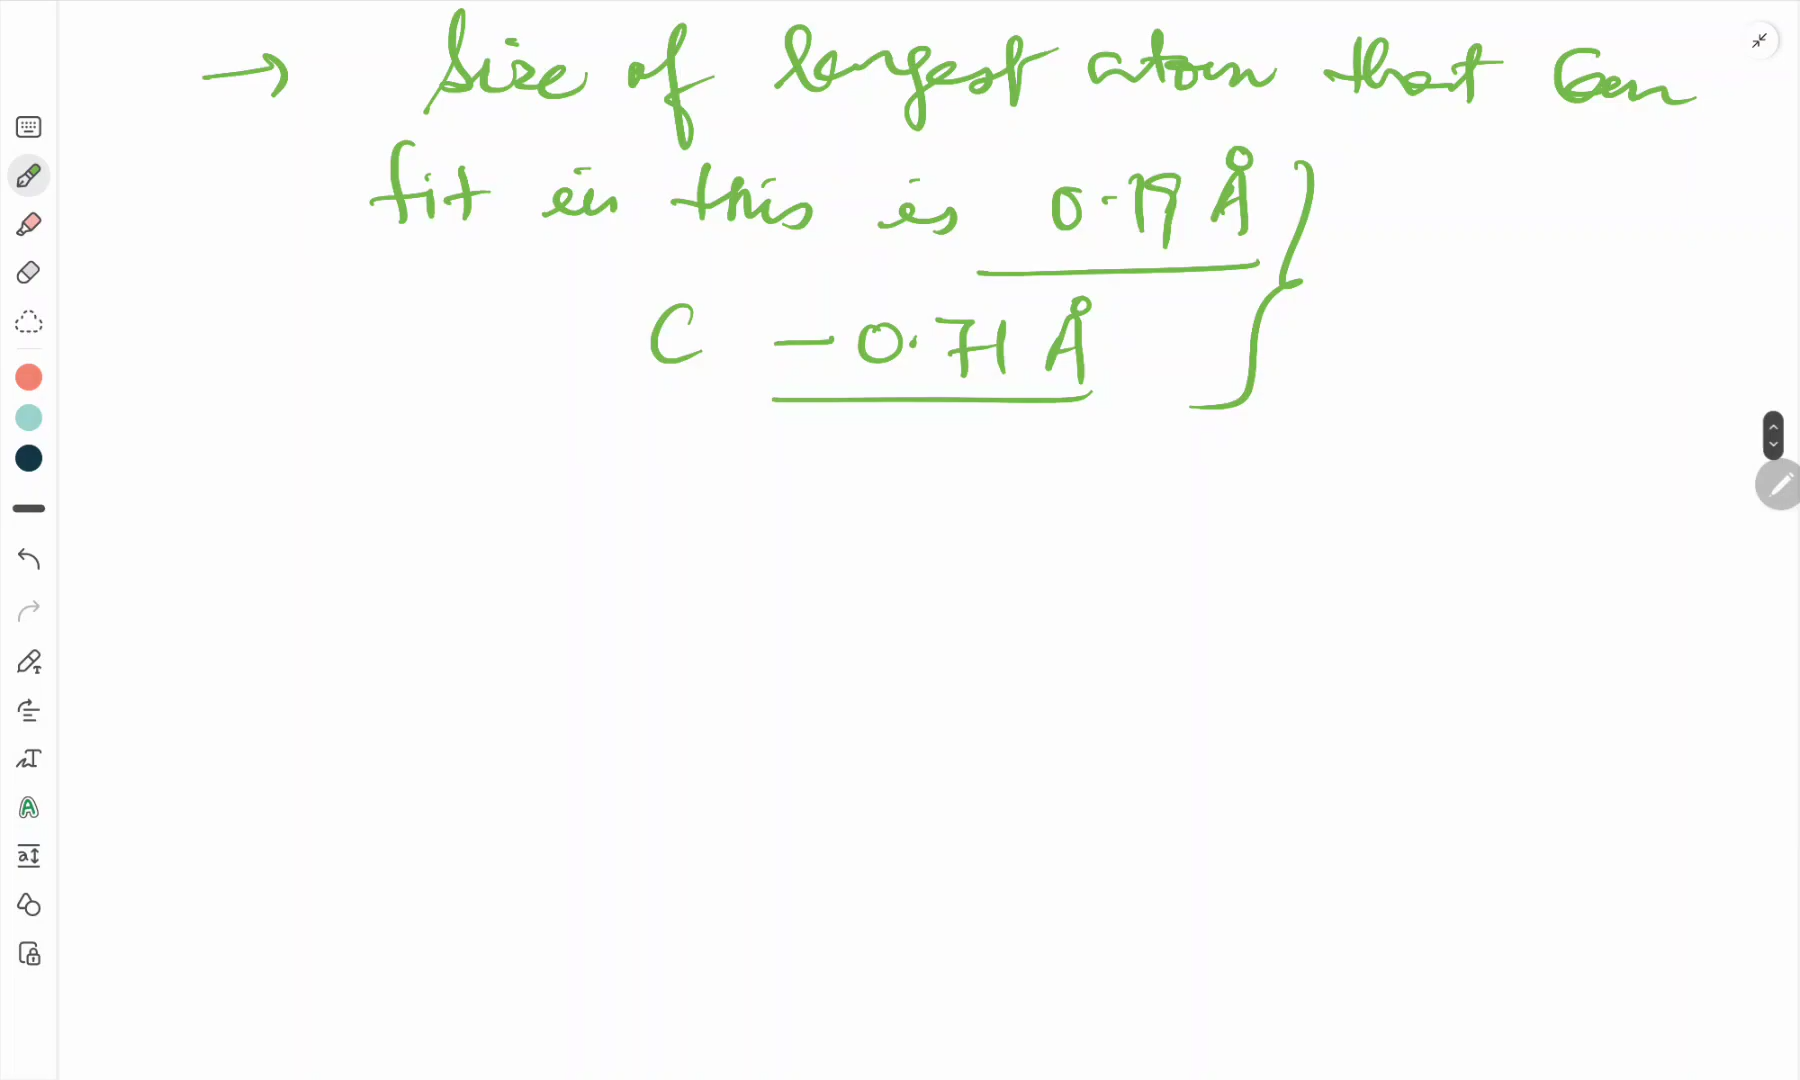 → Size of largest atom that can
fit in this is 0.19 Å
C - 0.71 Å